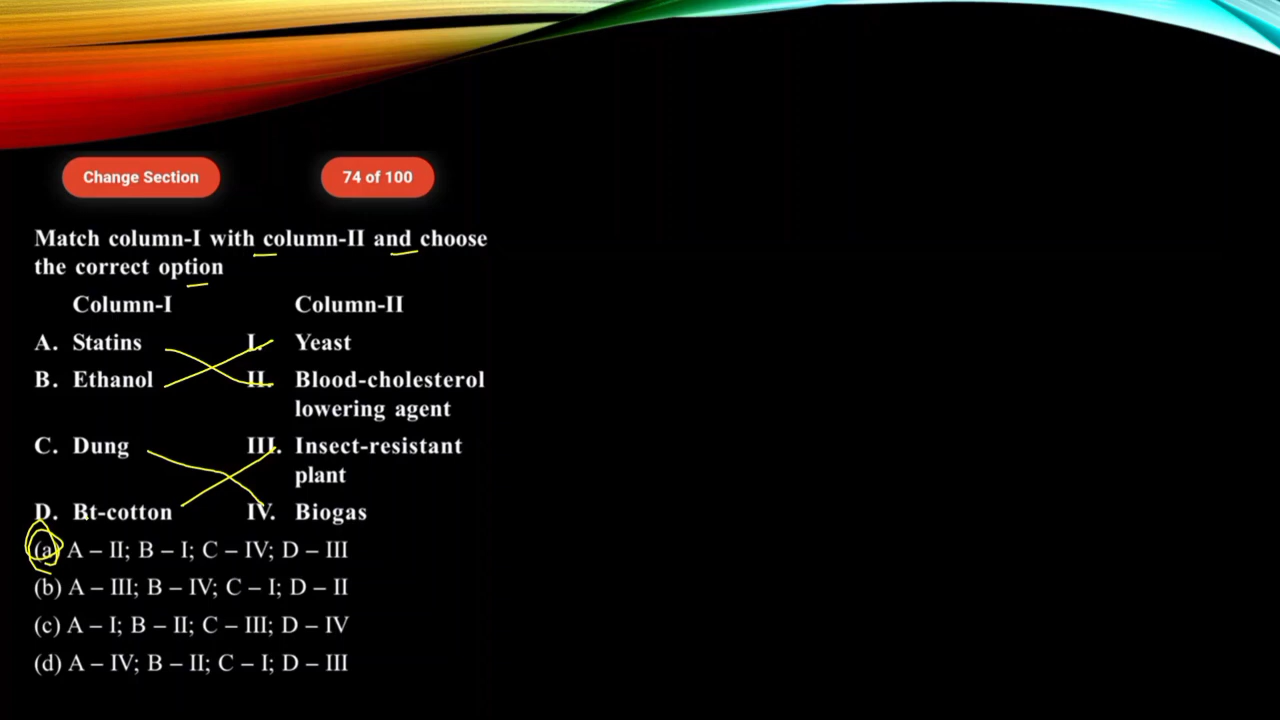 Change Section 74 of 100
Match column-I with column-II and choose
the correct option
Column-I Column-II
A. Statins I. Yeast
B. Ethanol II. Blood-cholesterol
lowering agent
C. Dung III. Insect-resistant
plant
D. Bt-cotton IV. Biogas
(a) A – II; B – I; C – IV; D – III
(b) A – III; B – IV; C – I; D – II
(c) A – I; B – II; C – III; D – IV
(d) A – IV; B – II; C – I; D – III